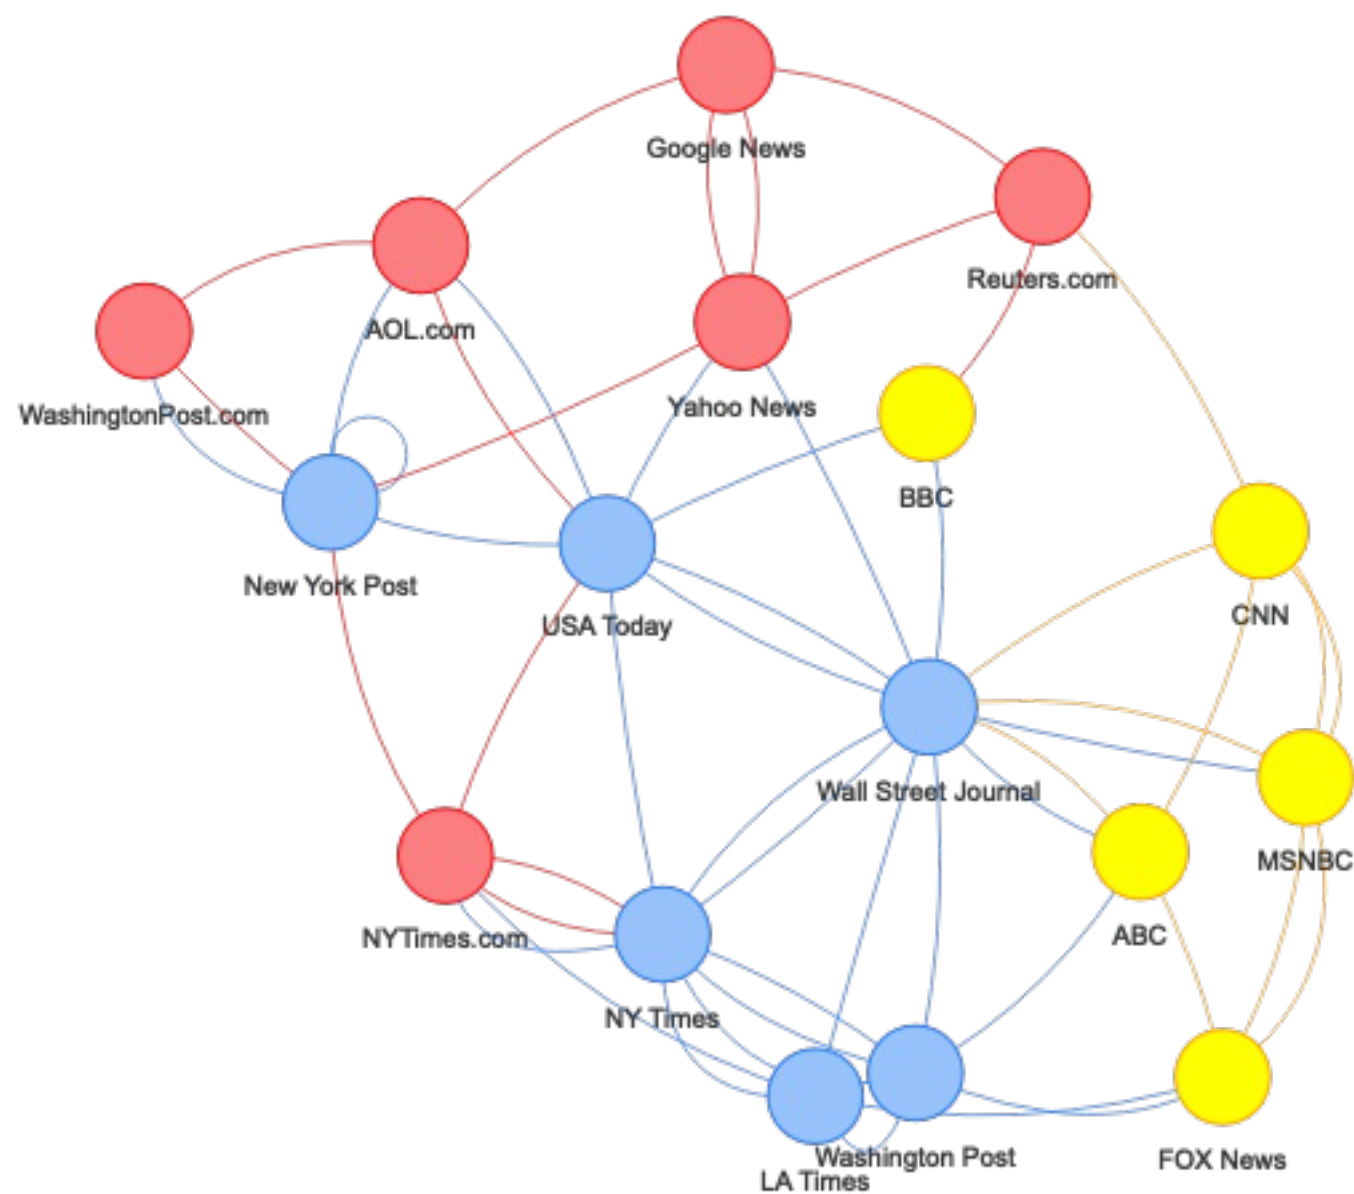 Google News
Reuters.com
AOL.com
Yahoo News
WashingtonPost.com
BBC
New York Post
USA Today
CNN
Wall Street Journal
MSNBC
ABC
NYTimes.com
NY Times
Washington Post
FOX News
LA Times